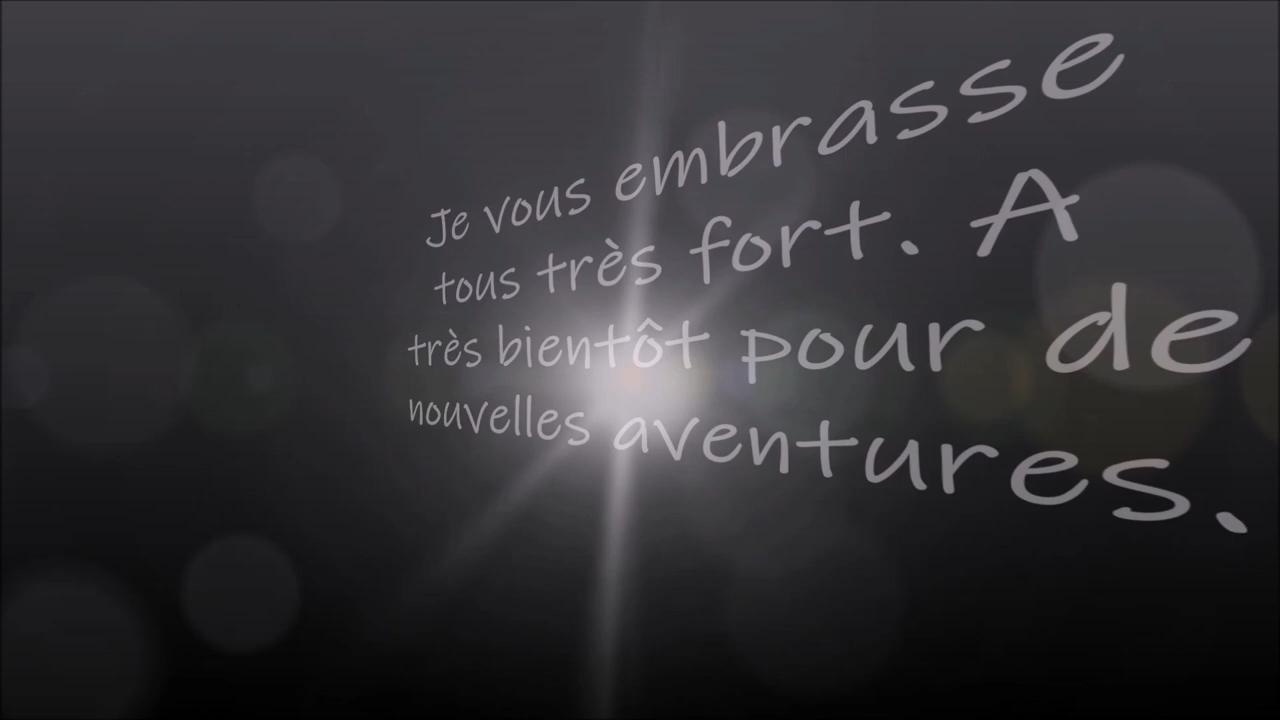 Je vous embrasse
tous très fort. A
très bientôt pour de
nouvelles aventures.